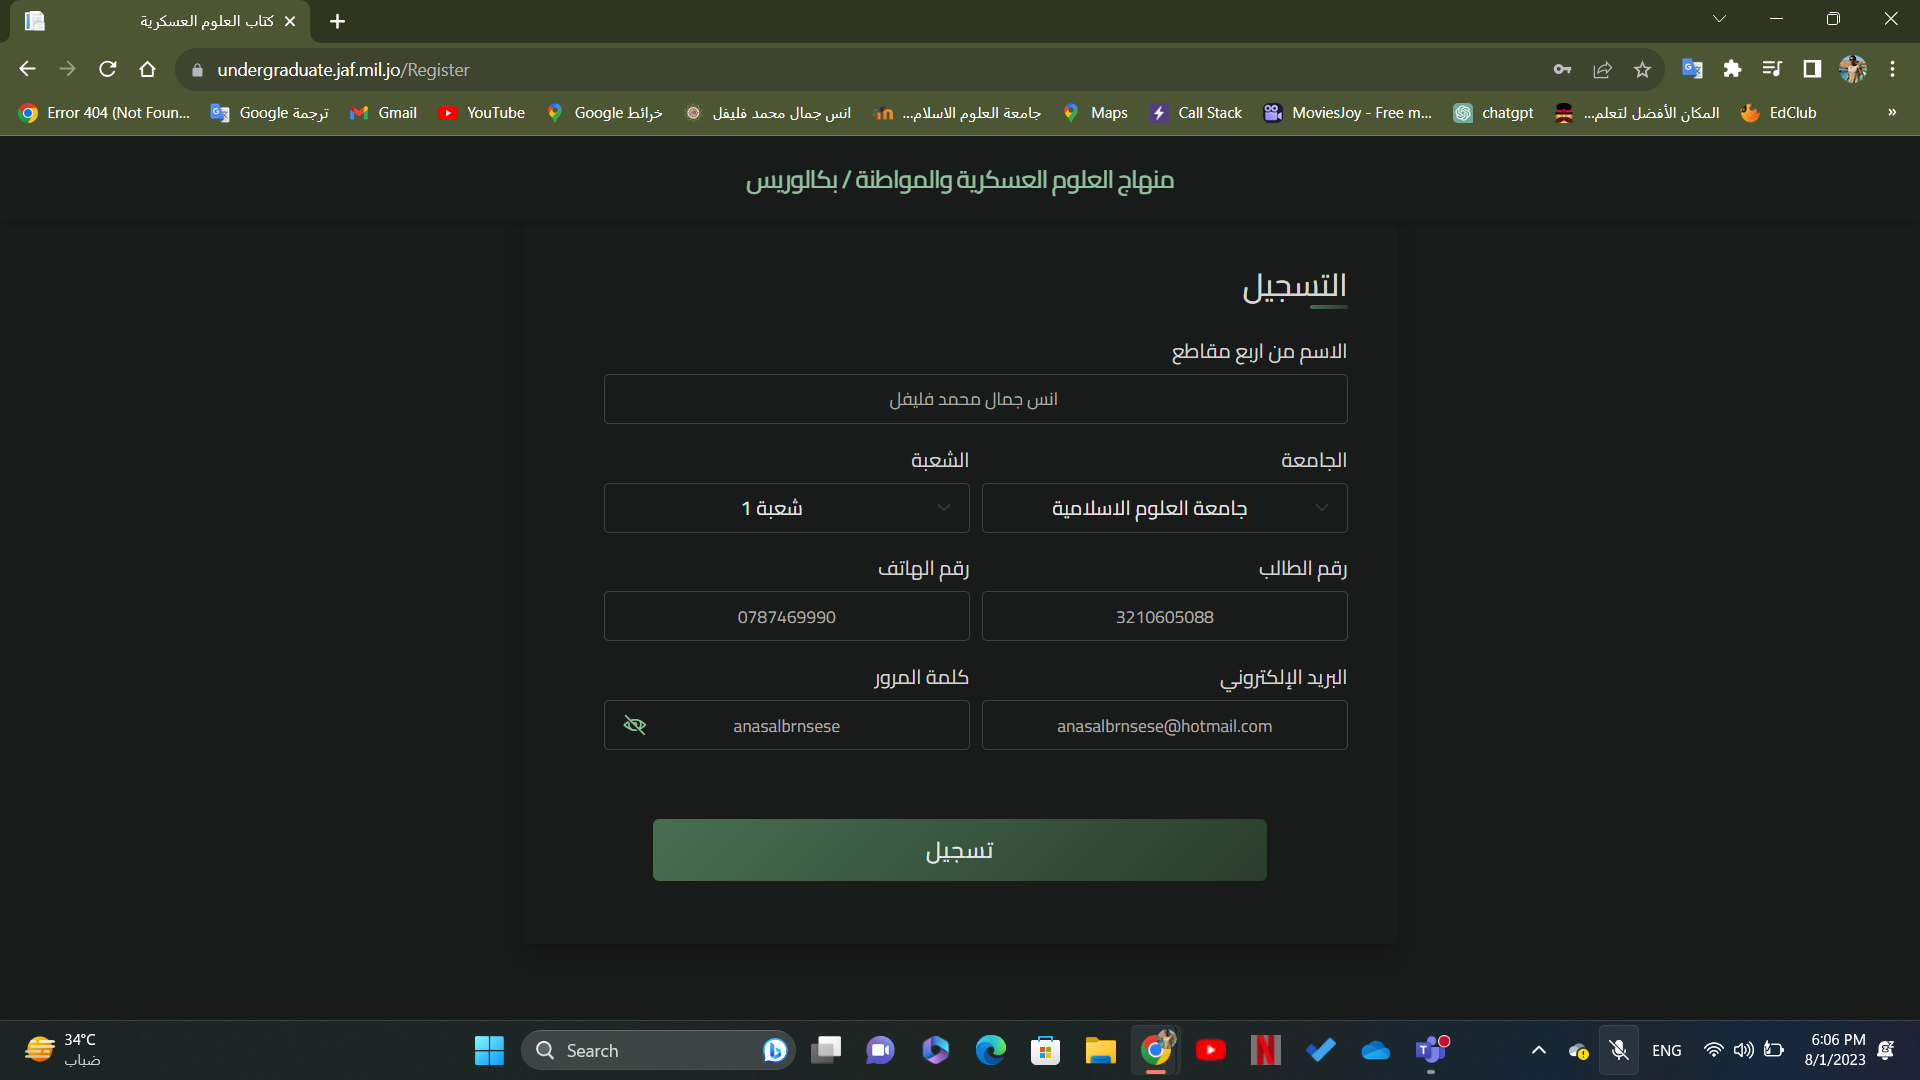 كتاب العلوم العسكرية
undergraduate.jaf.mil.jo/Register
Error 404 (Not Foun...
ترجمة Google
Gmail
YouTube
خرائط Google
انس جمال محمد فليفل
جامعة العلوم الاسلام...
Maps
Call Stack
MoviesJoy - Free m...
chatgpt
المكان الأفضل لتعلم...
EdClub
»
منهاج العلوم العسكرية والمواطنة / بكالوريس
التسجيل
الاسم من اربع مقاطع
انس جمال محمد فليفل
الجامعة
الشعبة
جامعة العلوم الاسلامية
شعبة 1
رقم الطالب
رقم الهاتف
3210605088
0787469990
البريد الإلكتروني
كلمة المرور
anasalbrnsese@hotmail.com
anasalbrnsese
تسجيل
34°C
ضباب
Search
ENG
6:06 PM
8/1/2023